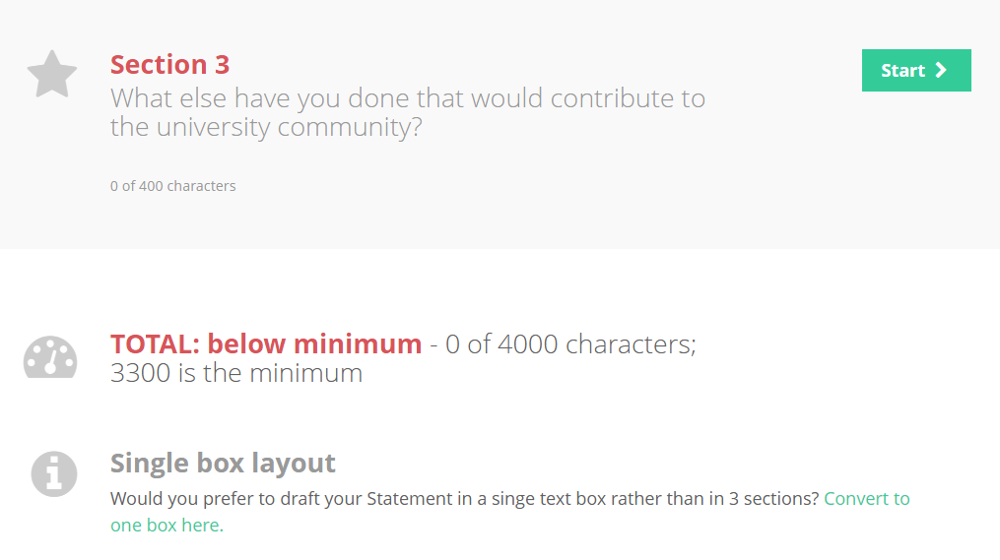 Section 3
Start
What else have you done that would contribute to
the university community?
0 of 400 characters
TOTAL: below minimum - 0 of 4000 characters;
3300 is the minimum
Single box layout
Would you prefer to draft your Statement in a singe text box rather than in 3 sections? Convert to
one box here.